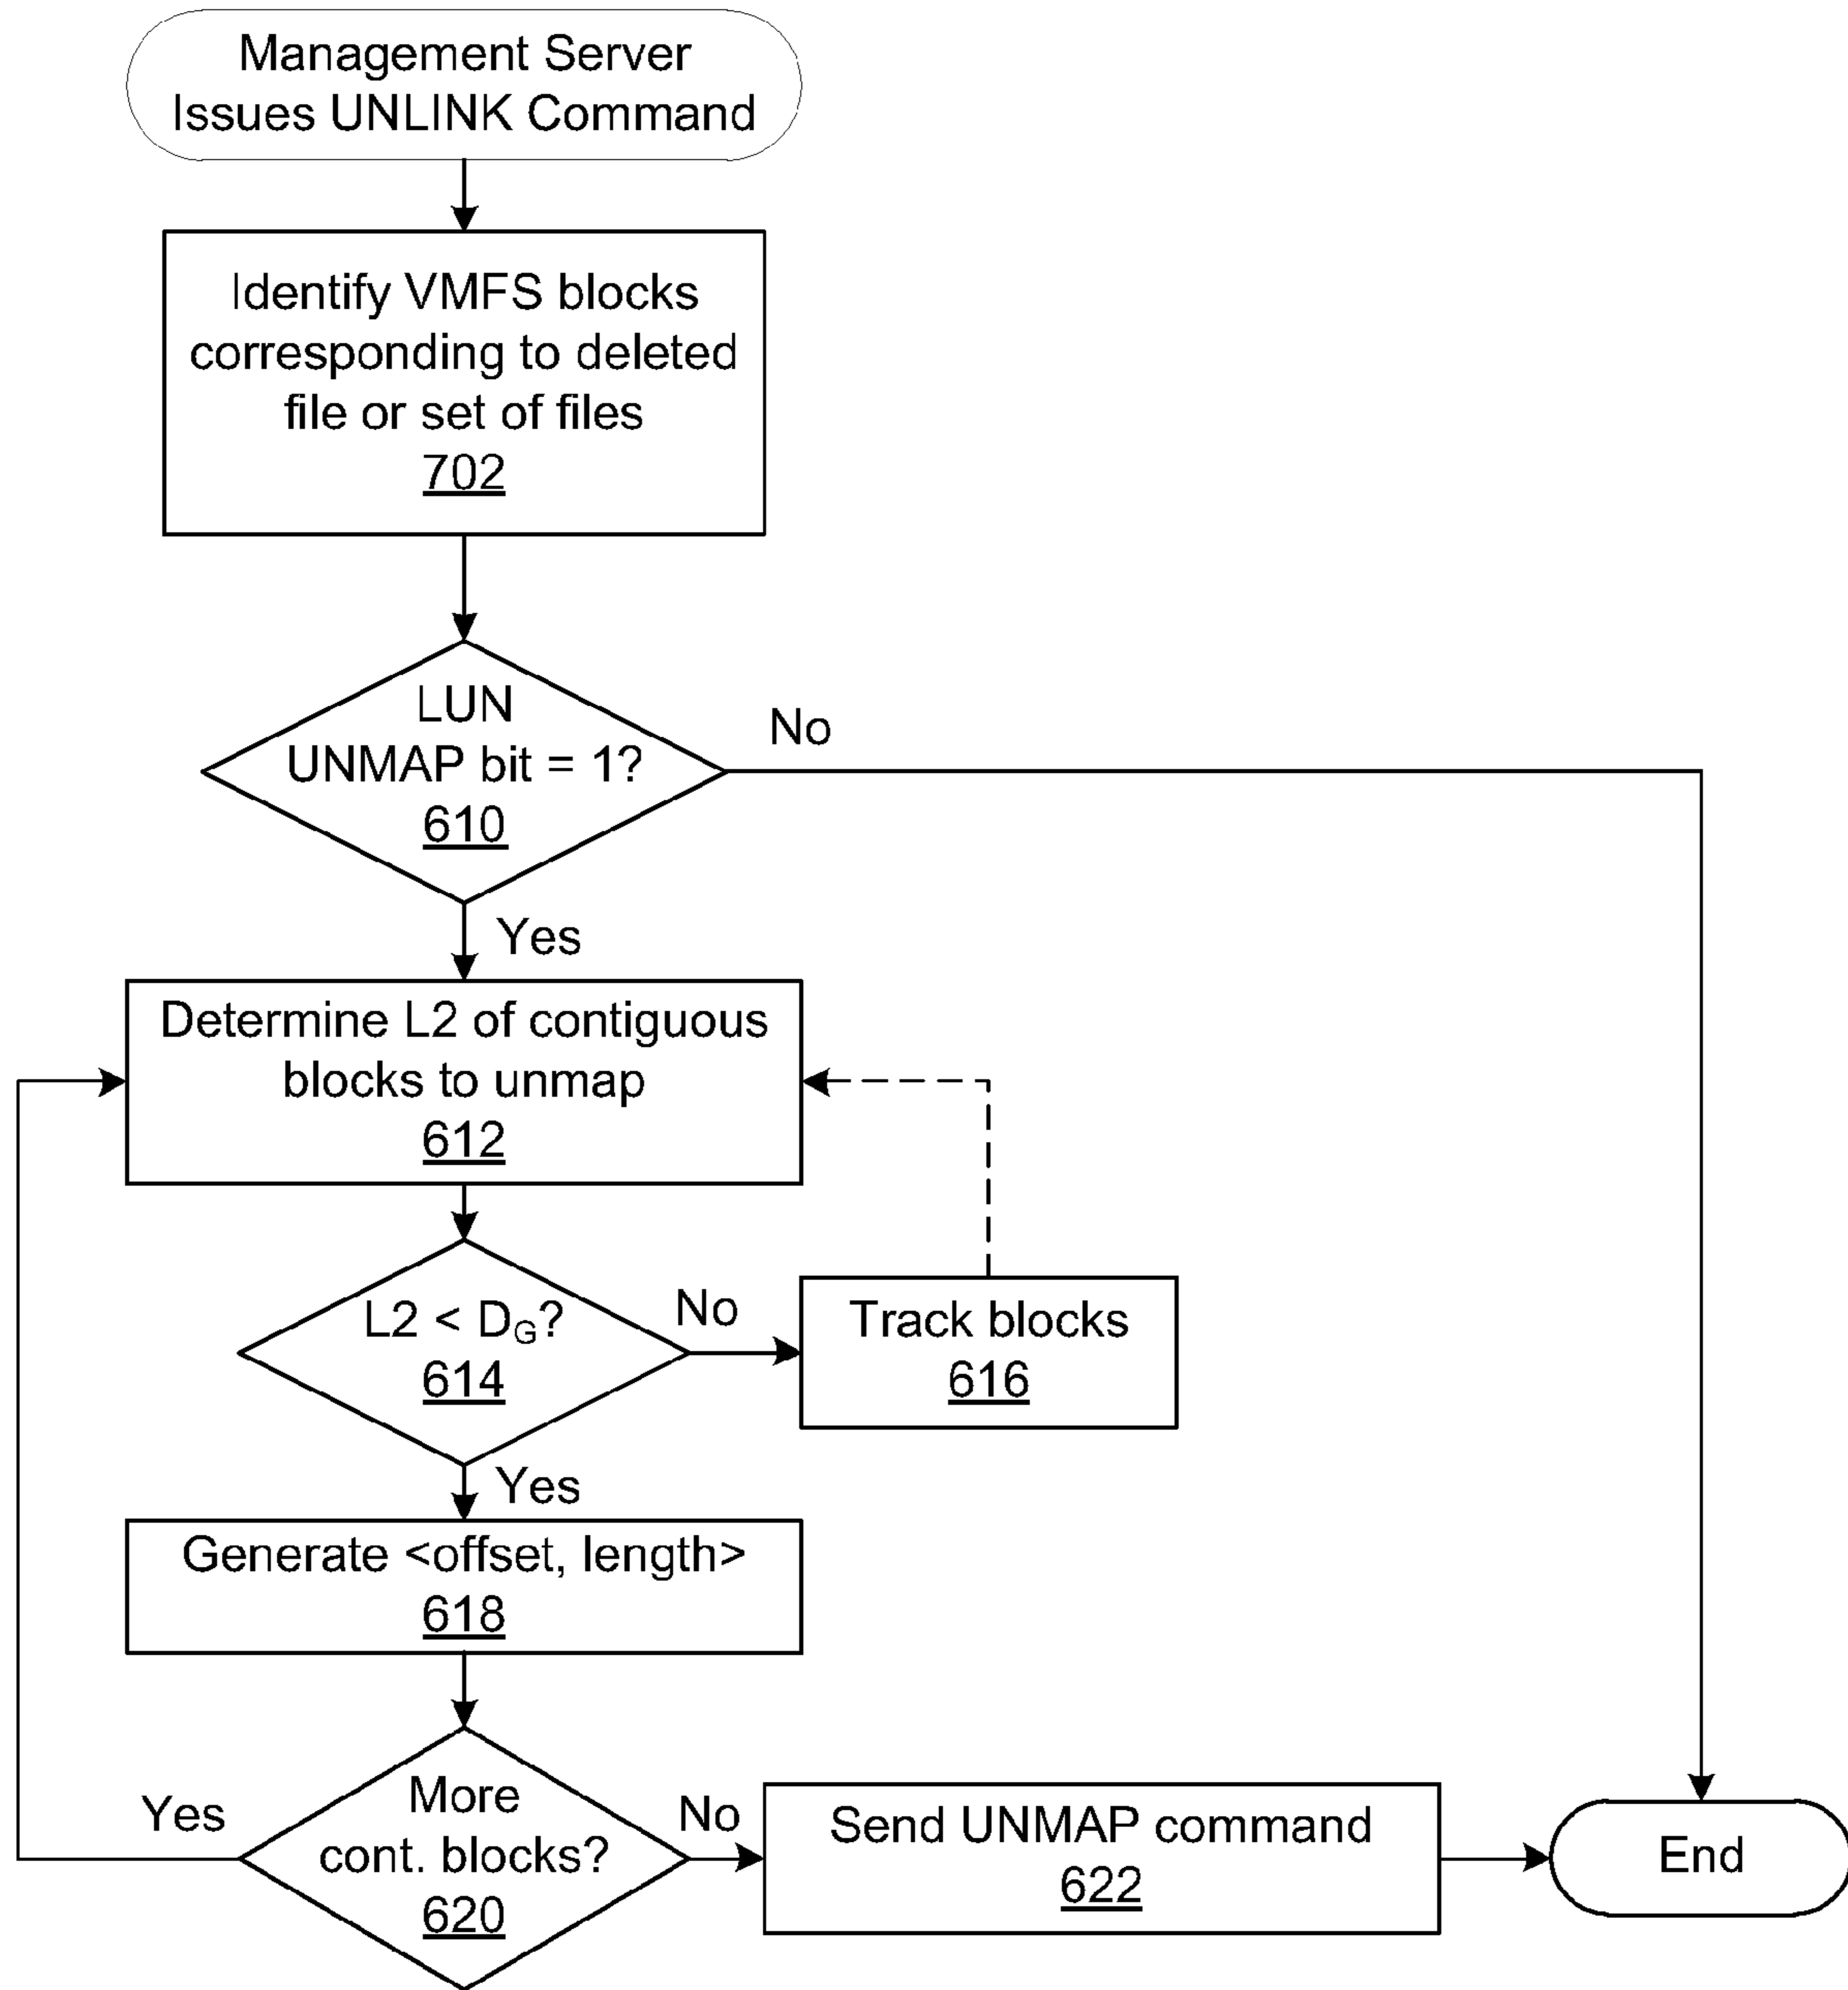 Management Server
Issues UNLINK Command
Identify VMFS blocks
corresponding to deleted
file or set of files
702
LUN
UNMAP bit = 1?
610
No
Yes
Determine L2 of contiguous
blocks to unmap
612
L2 < DG?
614
No
Track blocks
616
Yes
Generate <offset, length>
618
More
cont. blocks?
620
Yes
No
Send UNMAP command
622
End